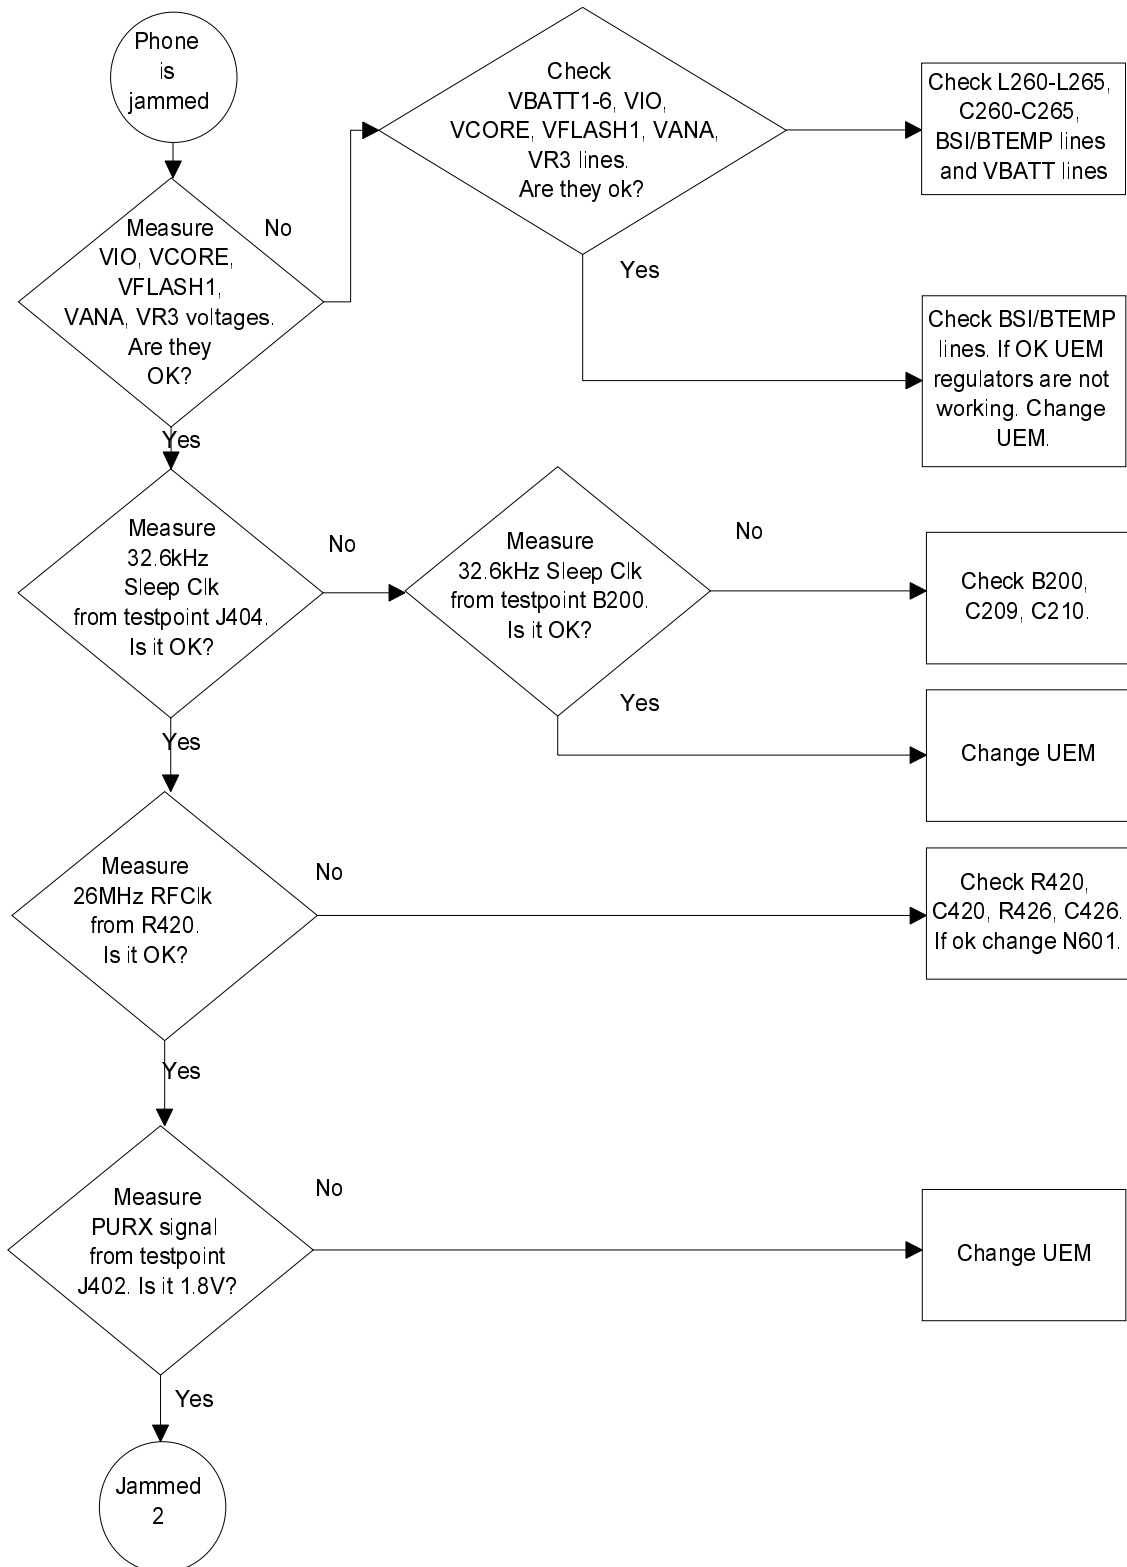 Phone
is
jammed
Measure
VIO, VCORE,
VFLASH1,
VANA, VR3 voltages.
Are they
OK?
No
Check
VBATT1-6, VIO,
VCORE, VFLASH1, VANA,
VR3 lines.
Are they ok?
Check L260-L265,
C260-C265,
BSI/BTEMP lines
and VBATT lines
Yes
Check BSI/BTEMP
lines. If OK UEM
regulators are not
working. Change
UEM.
Yes
Measure
32.6kHz
Sleep Clk
from testpoint J404.
Is it OK?
No
Measure
32.6kHz Sleep Clk
from testpoint B200.
Is it OK?
No
Check B200,
C209, C210.
Yes
Change UEM
Yes
Measure
26MHz RFClk
from R420.
Is it OK?
No
Check R420,
C420, R426, C426.
If ok change N601.
Yes
Measure
PURX signal
from testpoint
J402. Is it 1.8V?
No
Change UEM
Yes
Jammed
2